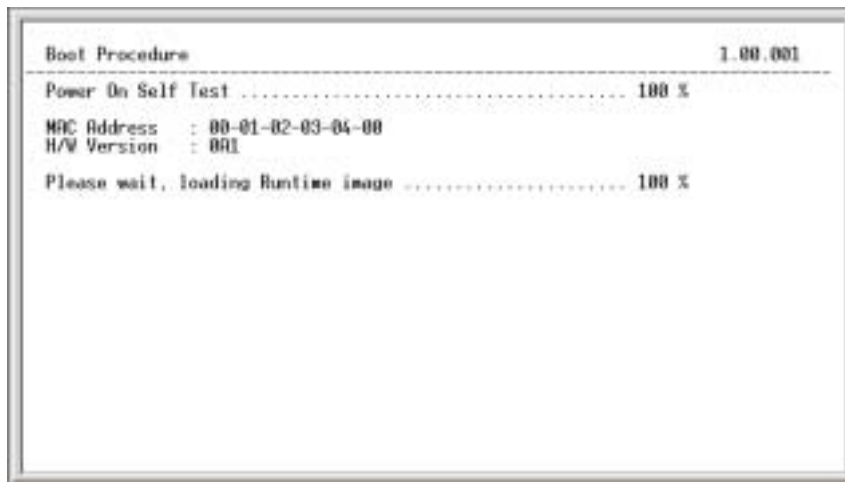 Boot Procedure 1.00.001
Power On Self Test ........................................ 100 %
MAC Address : 00-01-02-03-04-00
H/W Version : 0A1
Please wait, loading Runtime image ....................... 100 %